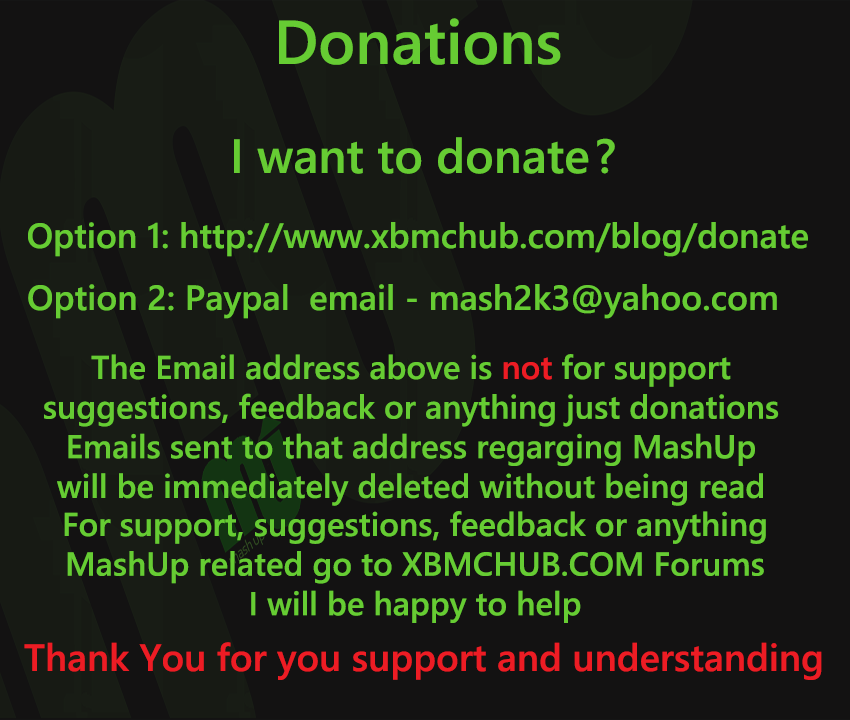 Donations
I want to donate?
Option 1: http://www.xbmchub.com/blog/donate
Option 2: Paypal  email - mash2k3@yahoo.com
The Email address above is not for support
suggestions, feedback or anything just donations
Emails sent to that address regarging MashUp
will be immediately deleted without being read
For support, suggestions, feedback or anything
MashUp related go to XBMCHUB.COM Forums
I will be happy to help
Thank You for you support and understanding